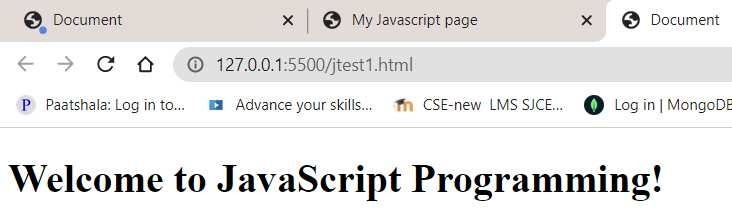 Document My Javascript page Document
127.0.0.1:5500/jtest1.html
Paatshala: Log in to... Advance your skills... CSE-new LMS SJCE... Log in | MongoDB
Welcome to JavaScript Programming!